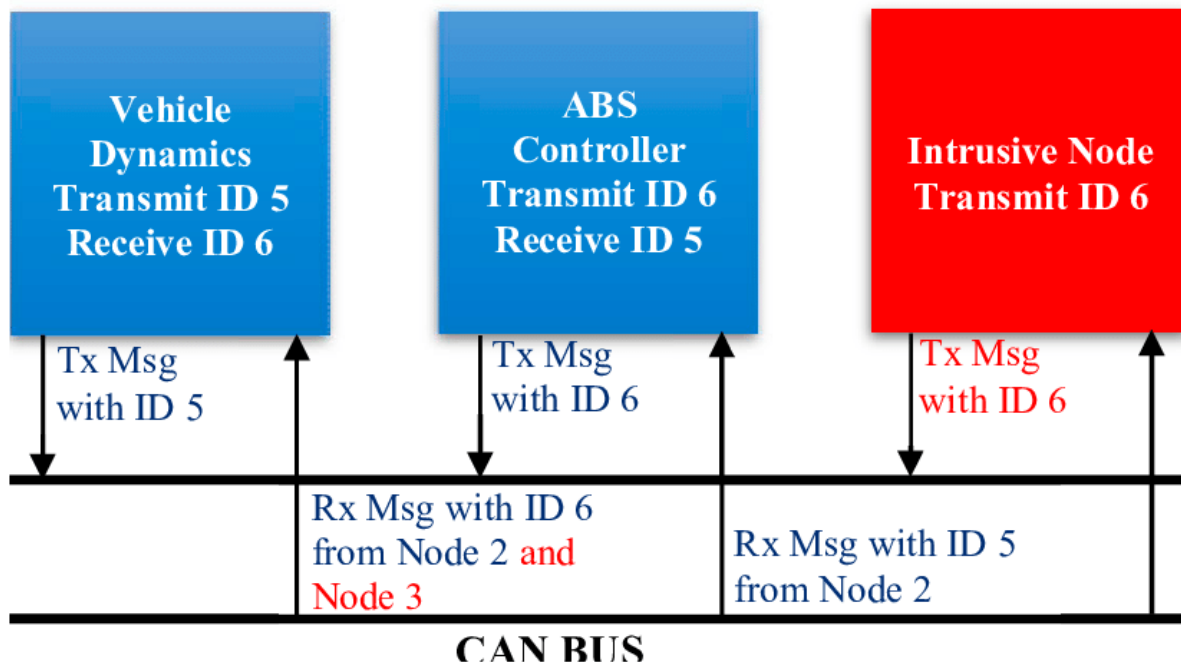 Vehicle
Dynamics
Transmit ID 5
Receive ID 6
ABS
Controller
Transmit ID 6
Receive ID 5
Intrusive Node
Transmit ID 6
Tx Msg
with ID 5
Tx Msg
with ID 6
Tx Msg
with ID 6
Rx Msg with ID 6
from Node 2 and
Node 3
Rx Msg with ID 5
from Node 2
CAN BUS